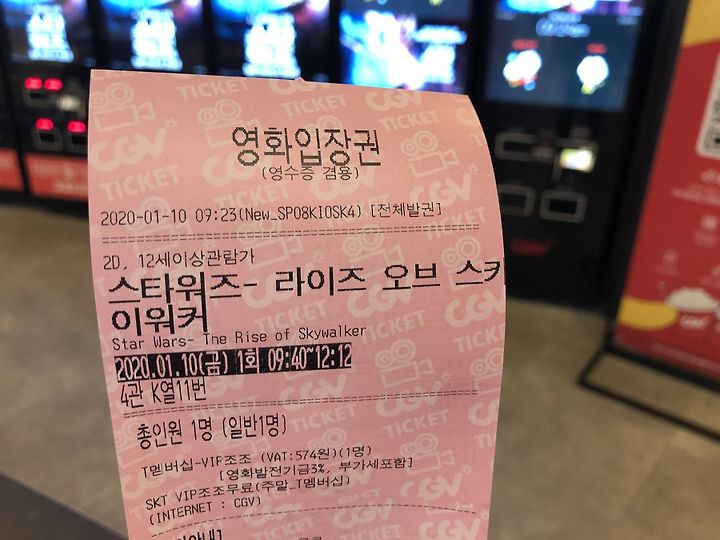 영화입장권
(영수증 겸용)
2020-01-10 09:23(New_SP08KIOSK4) [전체발권]
2D, 12세이상관람가
스타워즈- 라이즈 오브 스카
이워커
Star Wars- The Rise of Skywalker
2020.01.10(금) 1회 09:40~12:12
4관 K열11번
총인원 1명 (일반1명)
T멤버십-VIP조조 (VAT:574원)(1명)
[영화발전기금3%, 부가세포함]
SKT VIP조조무료(주말_T멤버십)
(INTERNET : CGV)
CGV
TICKET